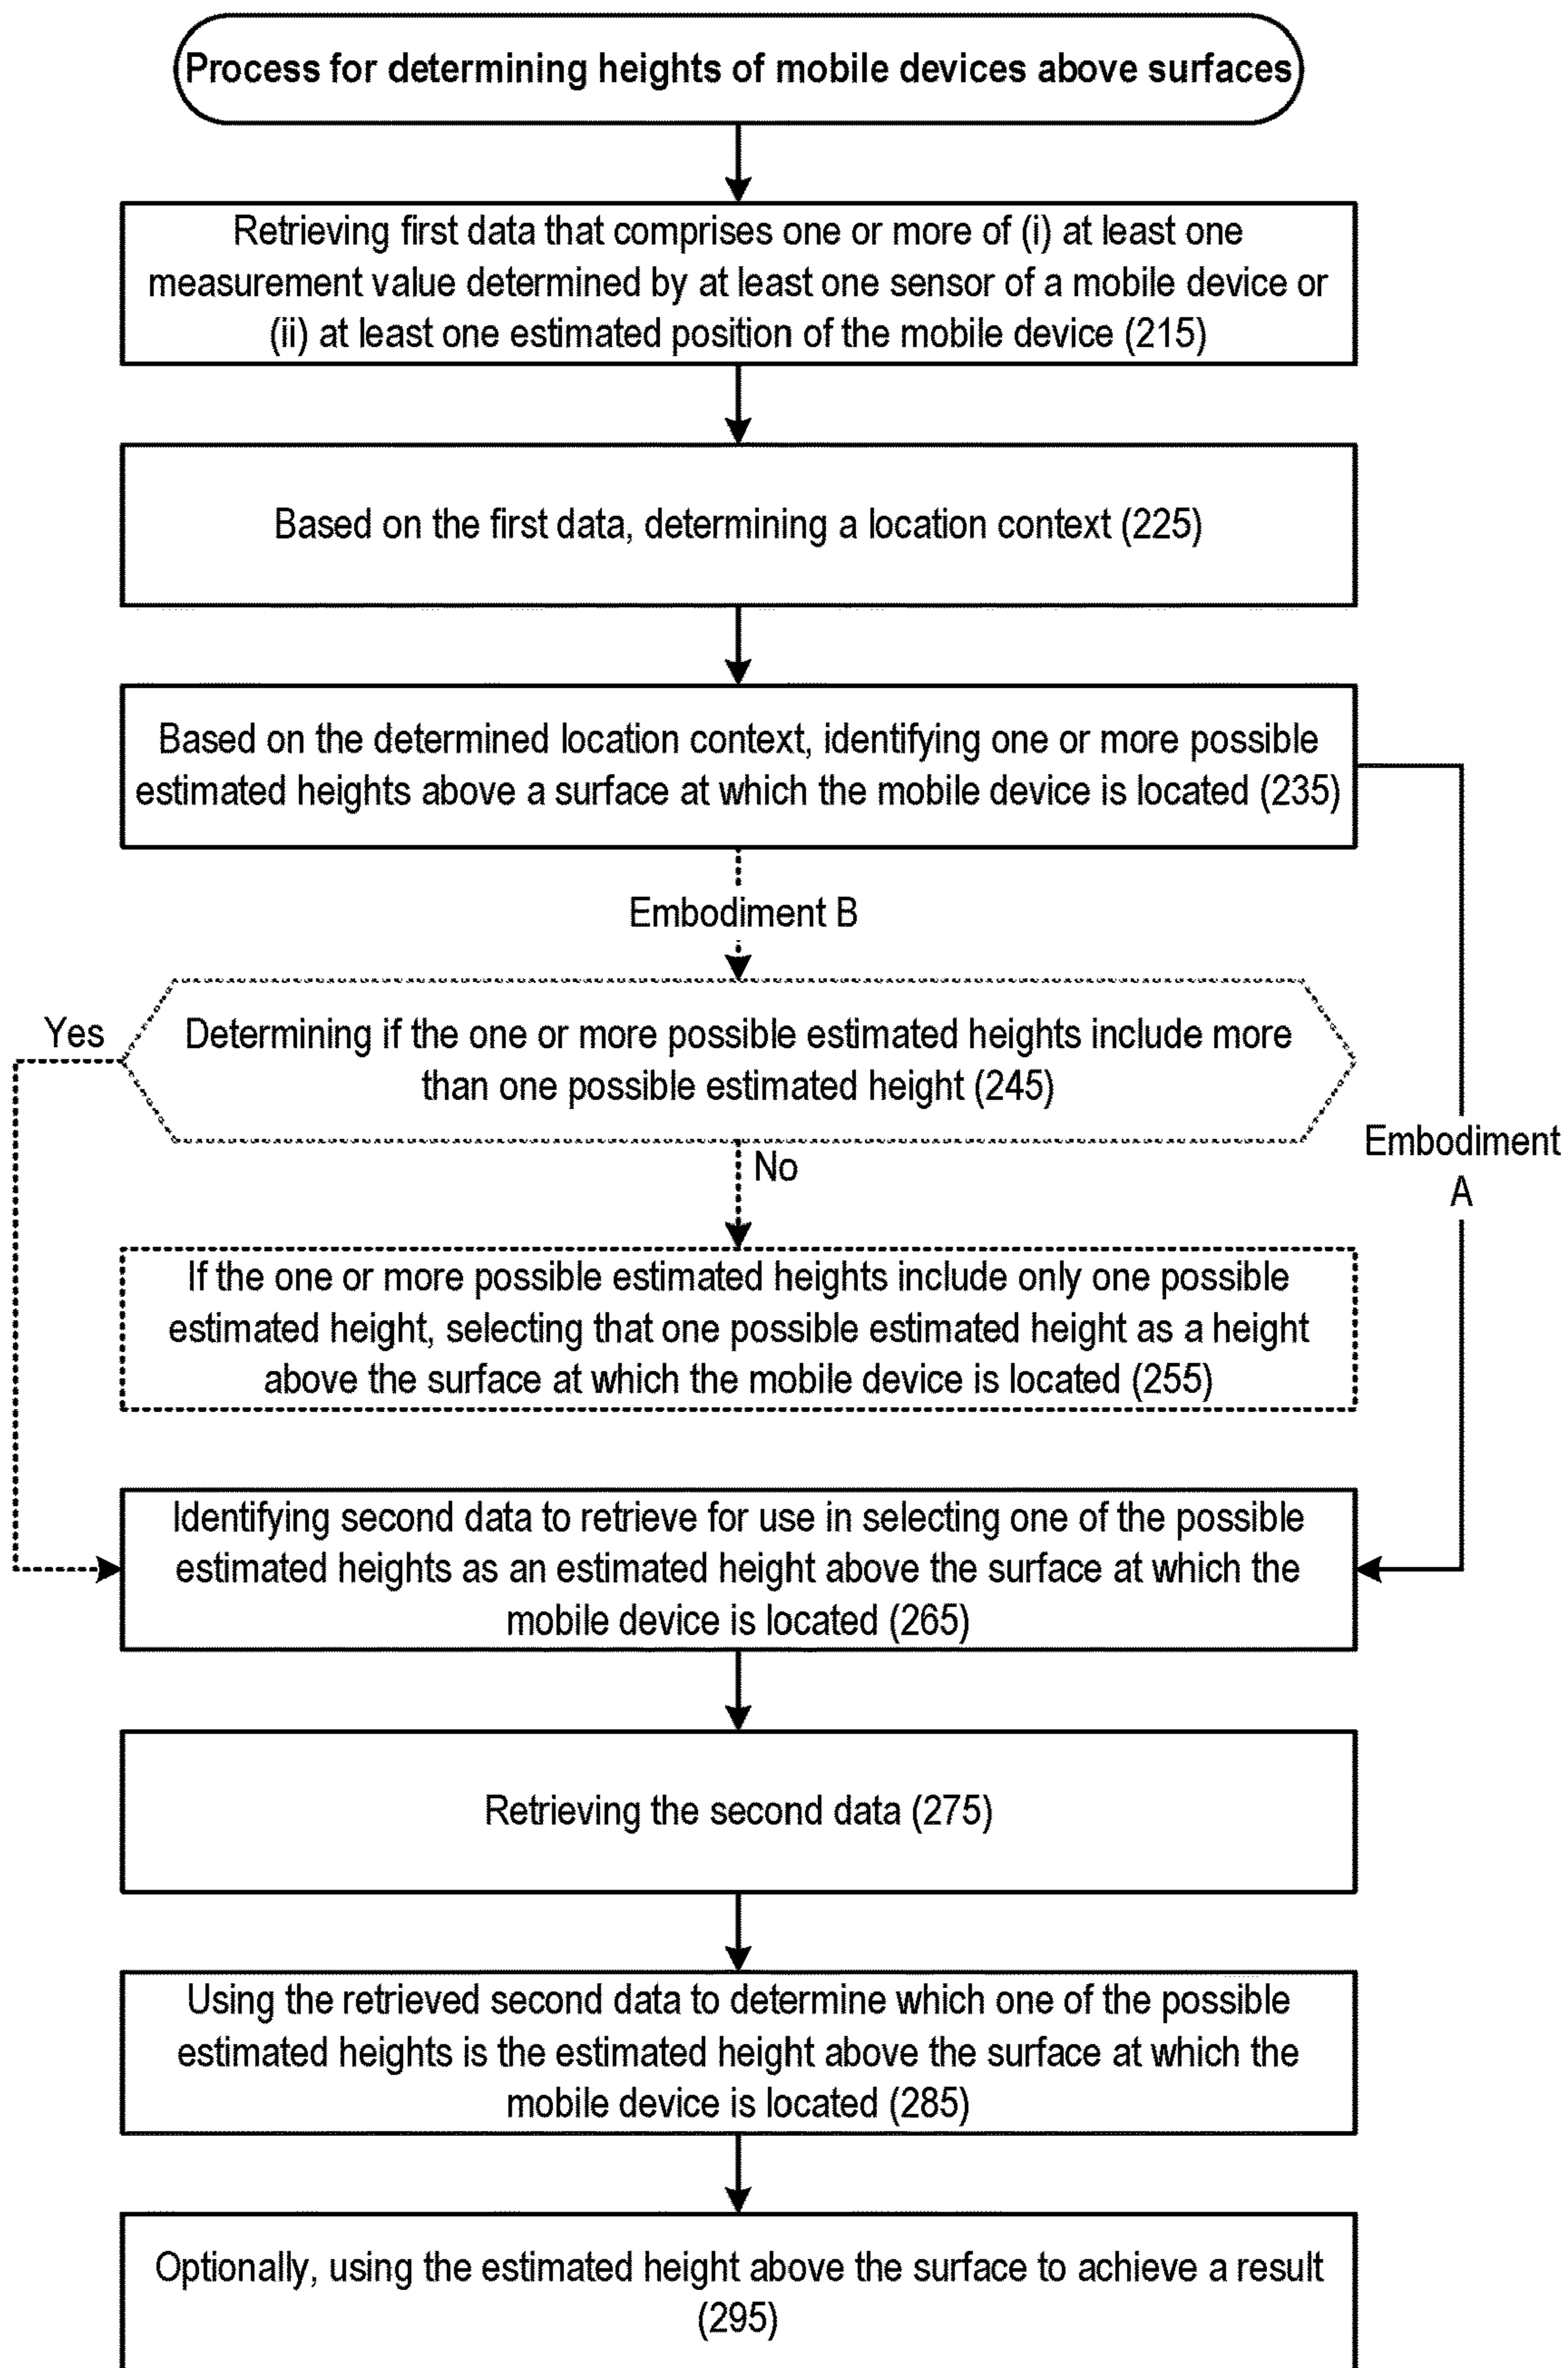 Process for determining heights of mobile devices above surfaces
Retrieving first data that comprises one or more of (i) at least one
measurement value determined by at least one sensor of a mobile device or
(ii) at least one estimated position of the mobile device (215)
Based on the first data, determining a location context (225)
Based on the determined location context, identifying one or more possible
estimated heights above a surface at which the mobile device is located (235)
Embodiment B
Yes
Determining if the one or more possible estimated heights include more
than one possible estimated height (245)
Embodiment
A
No
If the one or more possible estimated heights include only one possible
estimated height, selecting that one possible estimated height as a height
above the surface at which the mobile device is located (255)
Identifying second data to retrieve for use in selecting one of the possible
estimated heights as an estimated height above the surface at which the
mobile device is located (265)
Retrieving the second data (275)
Using the retrieved second data to determine which one of the possible
estimated heights is the estimated height above the surface at which the
mobile device is located (285)
Optionally, using the estimated height above the surface to achieve a result
(295)